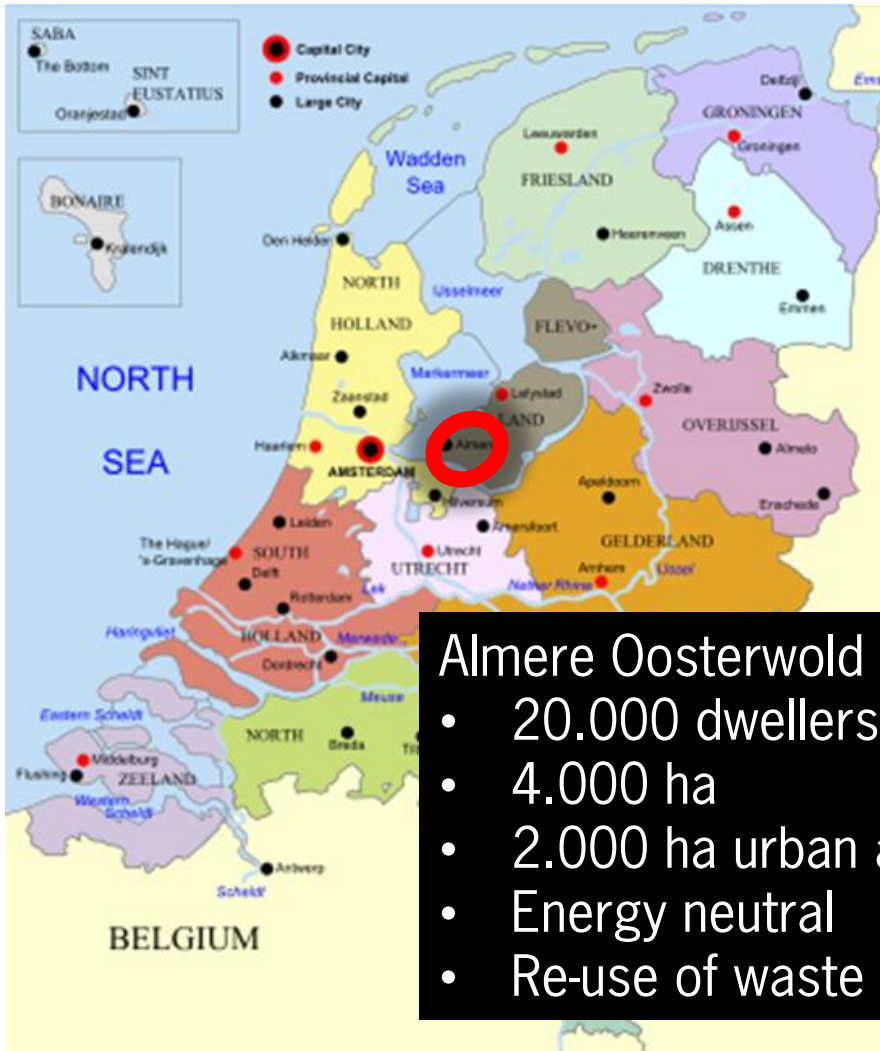 SABA
The Bottom
SINT
EUSTATIUS
Oranjestad
BONAIRE
Kralendijk
Capital City
Provincial Capital
Large City
Wadden
Sea
Leeuwarden
FRIESLAND
Heerenveen
Delfzijl
GRONINGEN
Groningen
Assen
DRENTHE
Emmen
Den Helder
NORTH
HOLLAND
IJsselmeer
FLEVO-
LAND
Alkmaar
Markermeer
Zaanstad
Lelystad
Zwolle
OVERIJSSEL
Almelo
Enschede
NORTH
SEA
Haarlem
AMSTERDAM
Hilversum
Apeldoorn
Amersfoort
GELDERLAND
Leiden
The Hague/
's-Gravenhage
SOUTH
HOLLAND
Delft
Utrecht
UTRECHT
Arnhem
IJssel
Lek
Rotterdam
Haringvliet
Merwede
Dordrecht
Meuse
Eastern Scheldt
NORTH
Breda
Middelburg
Flushing
ZEELAND
Western
Scheldt
Antwerp
Scheldt
BELGIUM
Almere Oosterwold
• 20.000 dwellers
• 4.000 ha
• 2.000 ha urban
• Energy neutral
• Re-use of waste